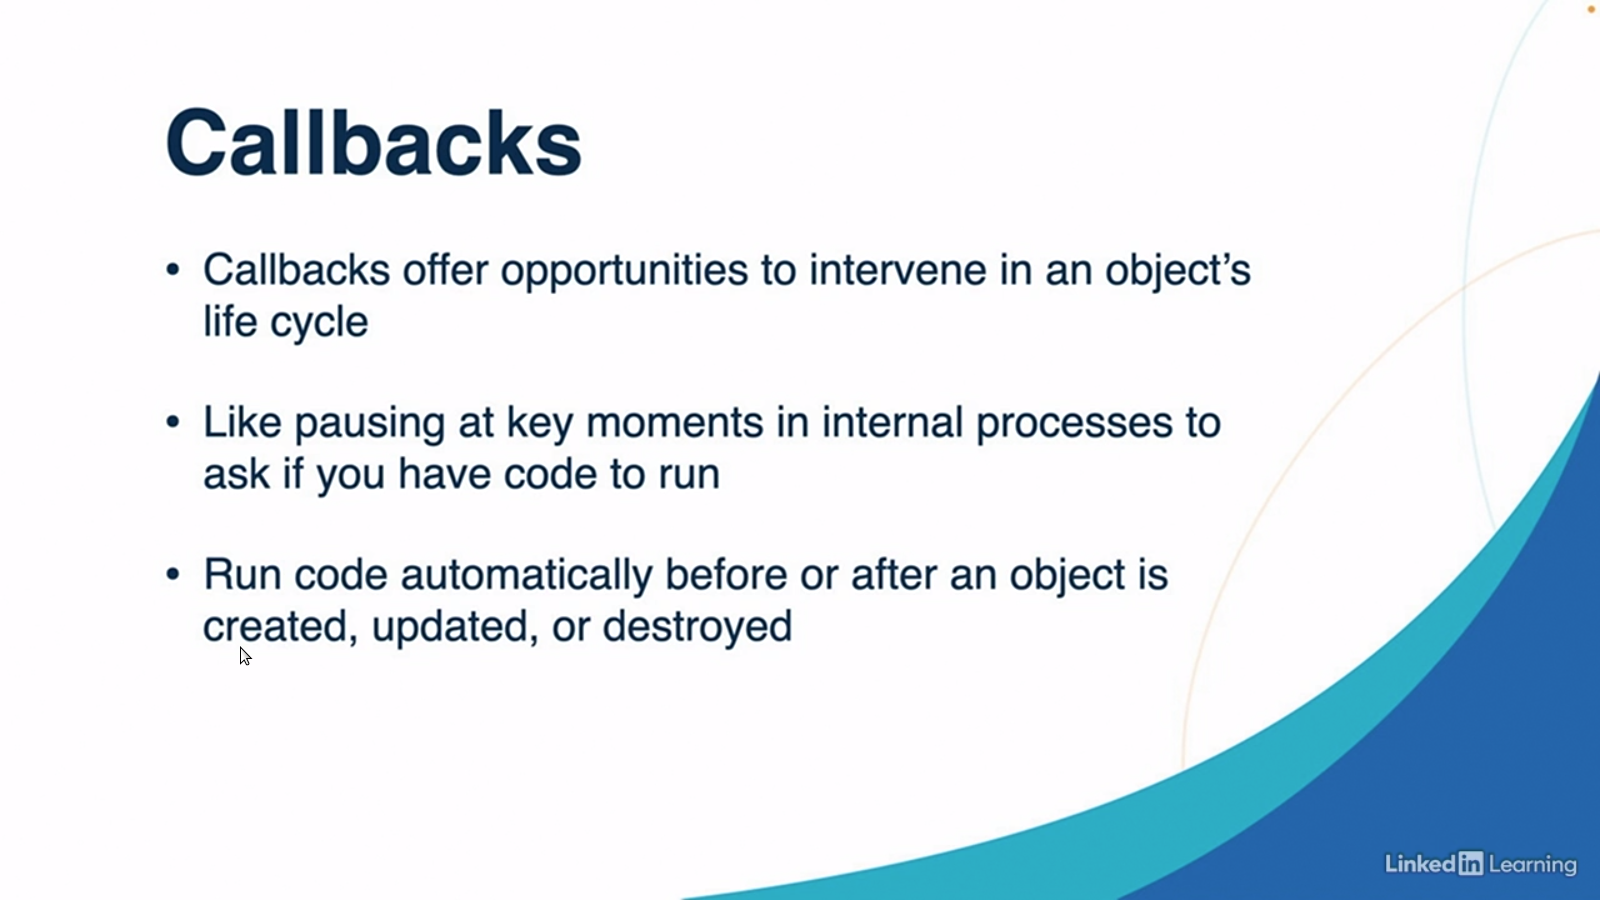 Callbacks
• Callbacks offer opportunities to intervene in an object’s
life cycle
• Like pausing at key moments in internal processes to
ask if you have code to run
• Run code automatically before or after an object is
created, updated, or destroyed
Linked in Learning